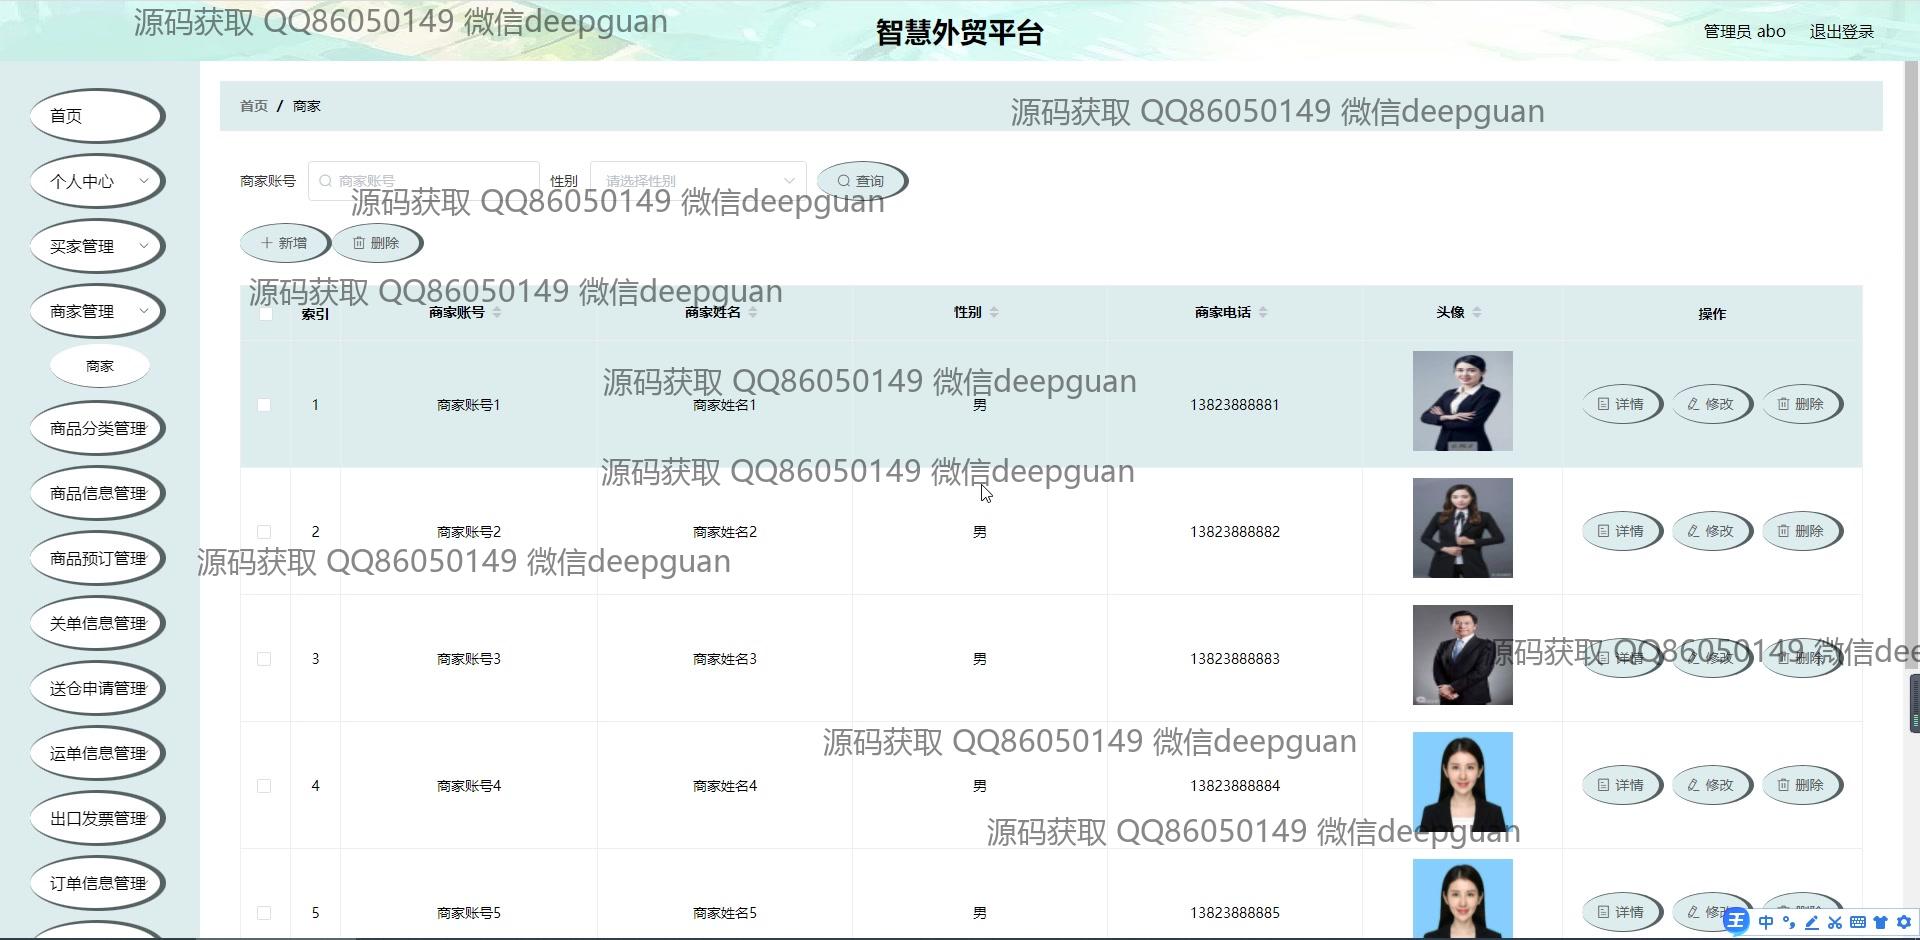 源码获取 QQ86050149 微信deepguan
智慧外贸平台
管理员 abo 退出登录
首页
个人中心
买家管理
商家管理
商家
商品分类管理
商品信息管理
商品预订管理
关单信息管理
送仓申请管理
运单信息管理
出口发票管理
订单信息管理
首页 / 商家
源码获取 QQ86050149 微信deepguan
商家账号 商家账号 性别 请选择性别 查询
源码获取 QQ86050149 微信deepguan
新增 删除
源码获取 QQ86050149 微信deepguan
索引 商家账号 商家姓名 性别 商家电话 头像 操作
源码获取 QQ86050149 微信deepguan
1 商家账号1 商家姓名1 男 13823888881 详情 修改 删除
源码获取 QQ86050149 微信deepguan
2 商家账号2 商家姓名2 男 13823888882 详情 修改 删除
源码获取 QQ86050149 微信deepguan
3 商家账号3 商家姓名3 男 13823888883 详情 修改 删除
源码获取 QQ86050149 微信dee
源码获取 QQ86050149 微信deepguan
4 商家账号4 商家姓名4 男 13823888884 详情 修改 删除
源码获取 QQ86050149 微信deepguan
5 商家账号5 商家姓名5 男 13823888885 详情 修改 删除
王 中